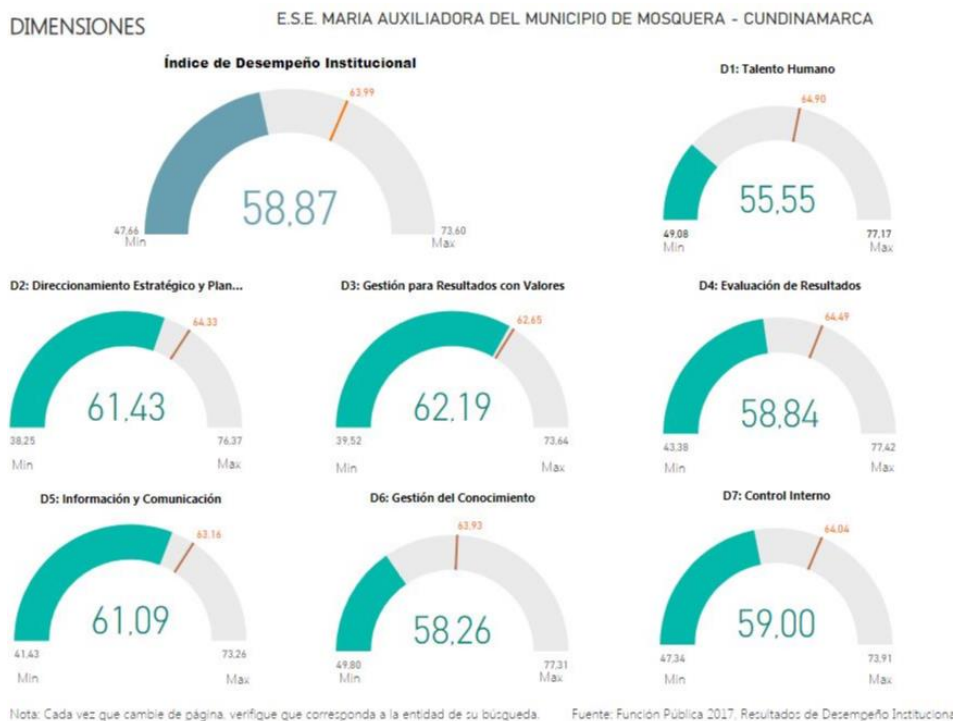 DIMENSIONES
E.S.E. MARIA AUXILIADORA DEL MUNICIPIO DE MOSQUERA - CUNDINAMARCA
Índice de Desempeño Institucional
63,99
58,87
47,66
Min
73,60
Max
D1: Talento Humano
64,90
55,55
49,08
Min
77,17
Max
D2: Direccionamiento Estratégico y Plan...
64,33
61,43
38,25
Min
76,37
Max
D3: Gestión para Resultados con Valores
62,65
62,19
39,52
Min
73,64
Max
D4: Evaluación de Resultados
64,49
58,84
43,38
Min
77,42
Max
D5: Información y Comunicación
63,16
61,09
41,43
Min
73,26
Max
D6: Gestión del Conocimiento
63,93
58,26
49,80
Min
77,31
Max
D7: Control Interno
64,04
59,00
47,34
Min
73,91
Max
Nota: Cada vez que cambie de página, verifique que corresponda a la entidad de su búsqueda.
Fuente: Función Pública 2017, Resultados de Desempeño Instituciona